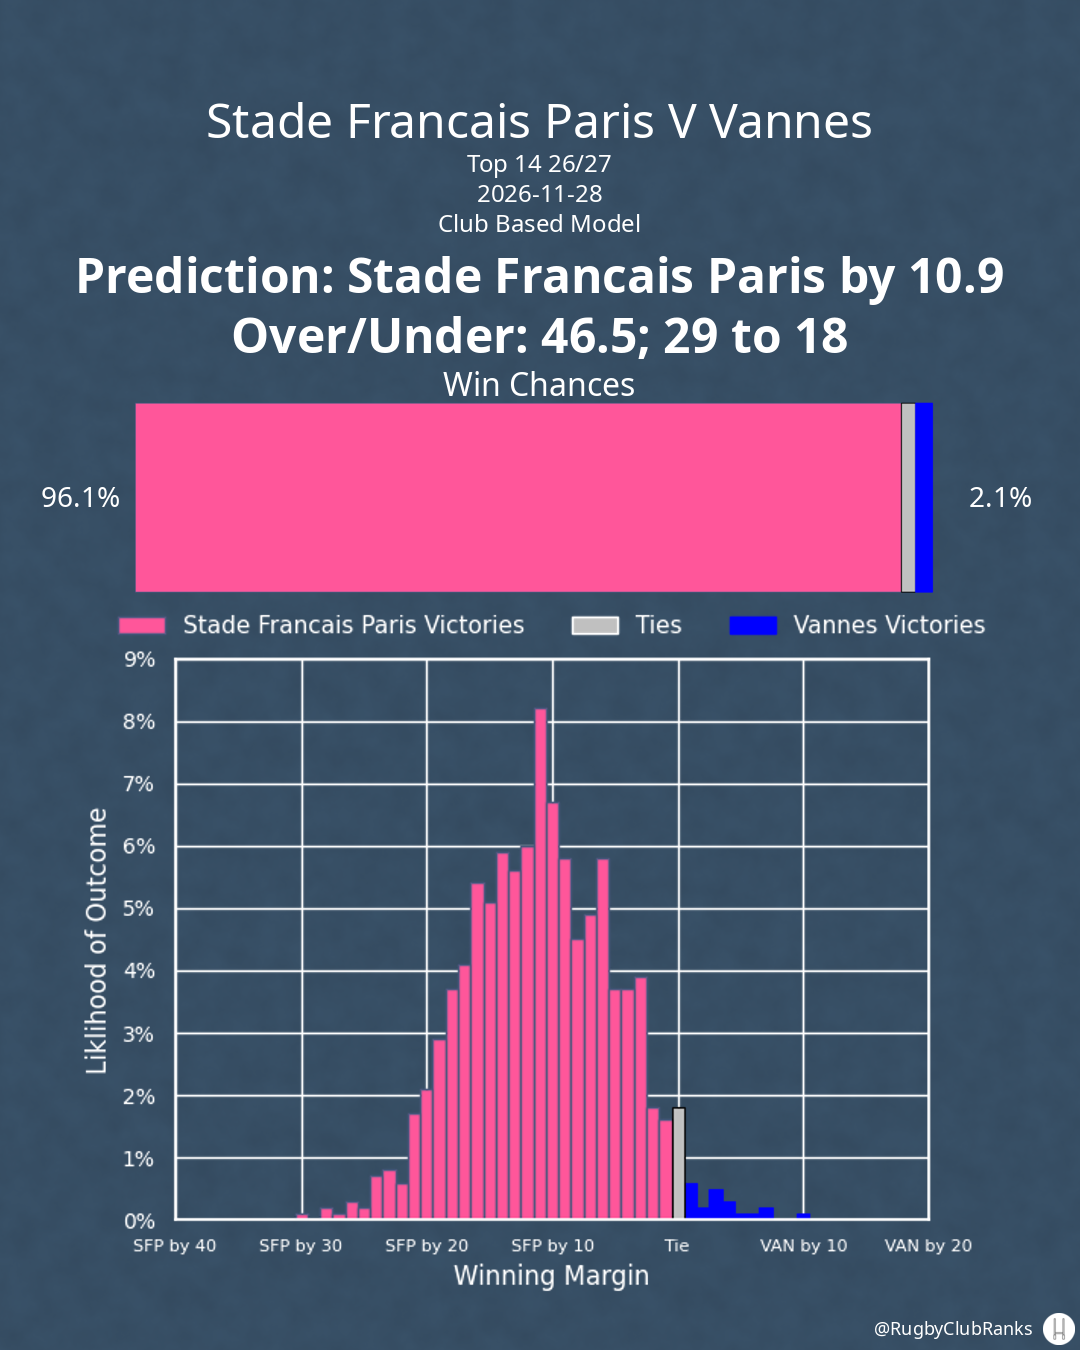 Stade Francais Paris V Vannes
Top 14 26/27
2026-11-28
Club Based Model
Prediction: Stade Francais Paris by 10.9
Over/Under: 46.5; 29 to 18
Win Chances
96.1%
2.1%
Stade Francais Paris Victories
Ties
Vannes Victories
9%
8%
7%
6%
5%
4%
3%
2%
1%
0%
Liklihood of Outcome
SFP by 40
SFP by 30
SFP by 20
SFP by 10
Tie
VAN by 10
VAN by 20
Winning Margin
@RugbyClubRanks